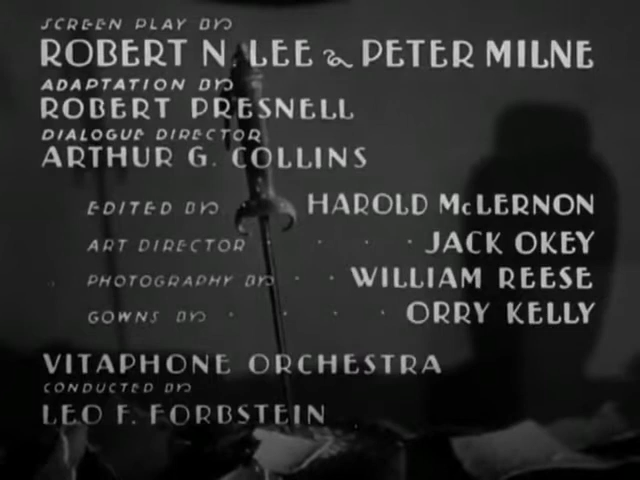 SCREEN PLAY BY
ROBERT N. LEE & PETER MILNE
ADAPTATION BY
ROBERT PRESNELL
DIALOGUE DIRECTOR
ARTHUR G. COLLINS
EDITED BY HAROLD McLERNON
ART DIRECTOR · · · JACK OKEY
PHOTOGRAPHY BY · · WILLIAM REESE
GOWNS BY · · · ORRY KELLY
VITAPHONE ORCHESTRA
CONDUCTED BY
LEO F. FORBSTEIN